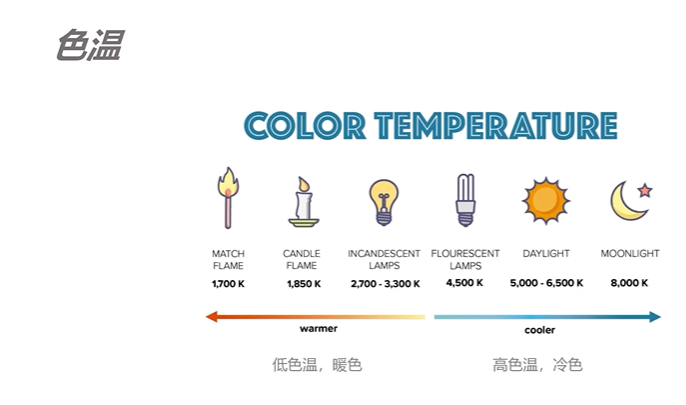 色温
COLOR TEMPERATURE
MATCH FLAME
1,700 K
CANDLE FLAME
1,850 K
INCANDESCENT LAMPS
2,700 - 3,300 K
FLOURESCENT LAMPS
4,500 K
DAYLIGHT
5,000 - 6,500 K
MOONLIGHT
8,000 K
warmer
cooler
低色温，暖色
高色温，冷色